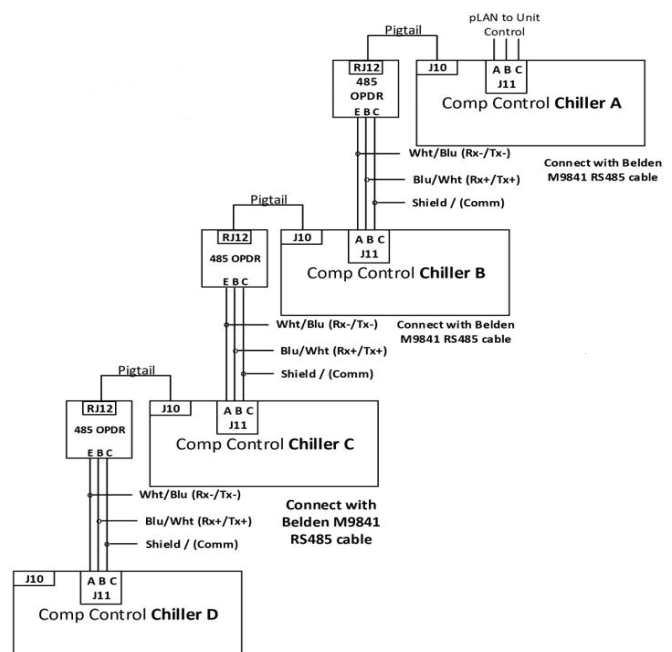 pLAN to Unit
Control
Pigtail
RJ12
485
OPDR
E B C
J10
A B C
J11
Comp Control Chiller A
Wht/Blu (Rx-/Tx-)
Blu/Wht (Rx+/Tx+)
Shield / (Comm)
Connect with Belden
M9841 RS485 cable
Pigtail
RJ12
485 OPDR
E B C
J10
A B C
J11
Comp Control Chiller B
Wht/Blu (Rx-/Tx-)
Blu/Wht (Rx+/Tx+)
Shield / (Comm)
Connect with Belden
M9841 RS485 cable
Pigtail
RJ12
485 OPDR
E B C
J10
A B C
J11
Comp Control Chiller C
Wht/Blu (Rx-/Tx-)
Blu/Wht (Rx+/Tx+)
Shield / (Comm)
Connect with
Belden M9841
RS485 cable
J10
A B C
J11
Comp Control Chiller D